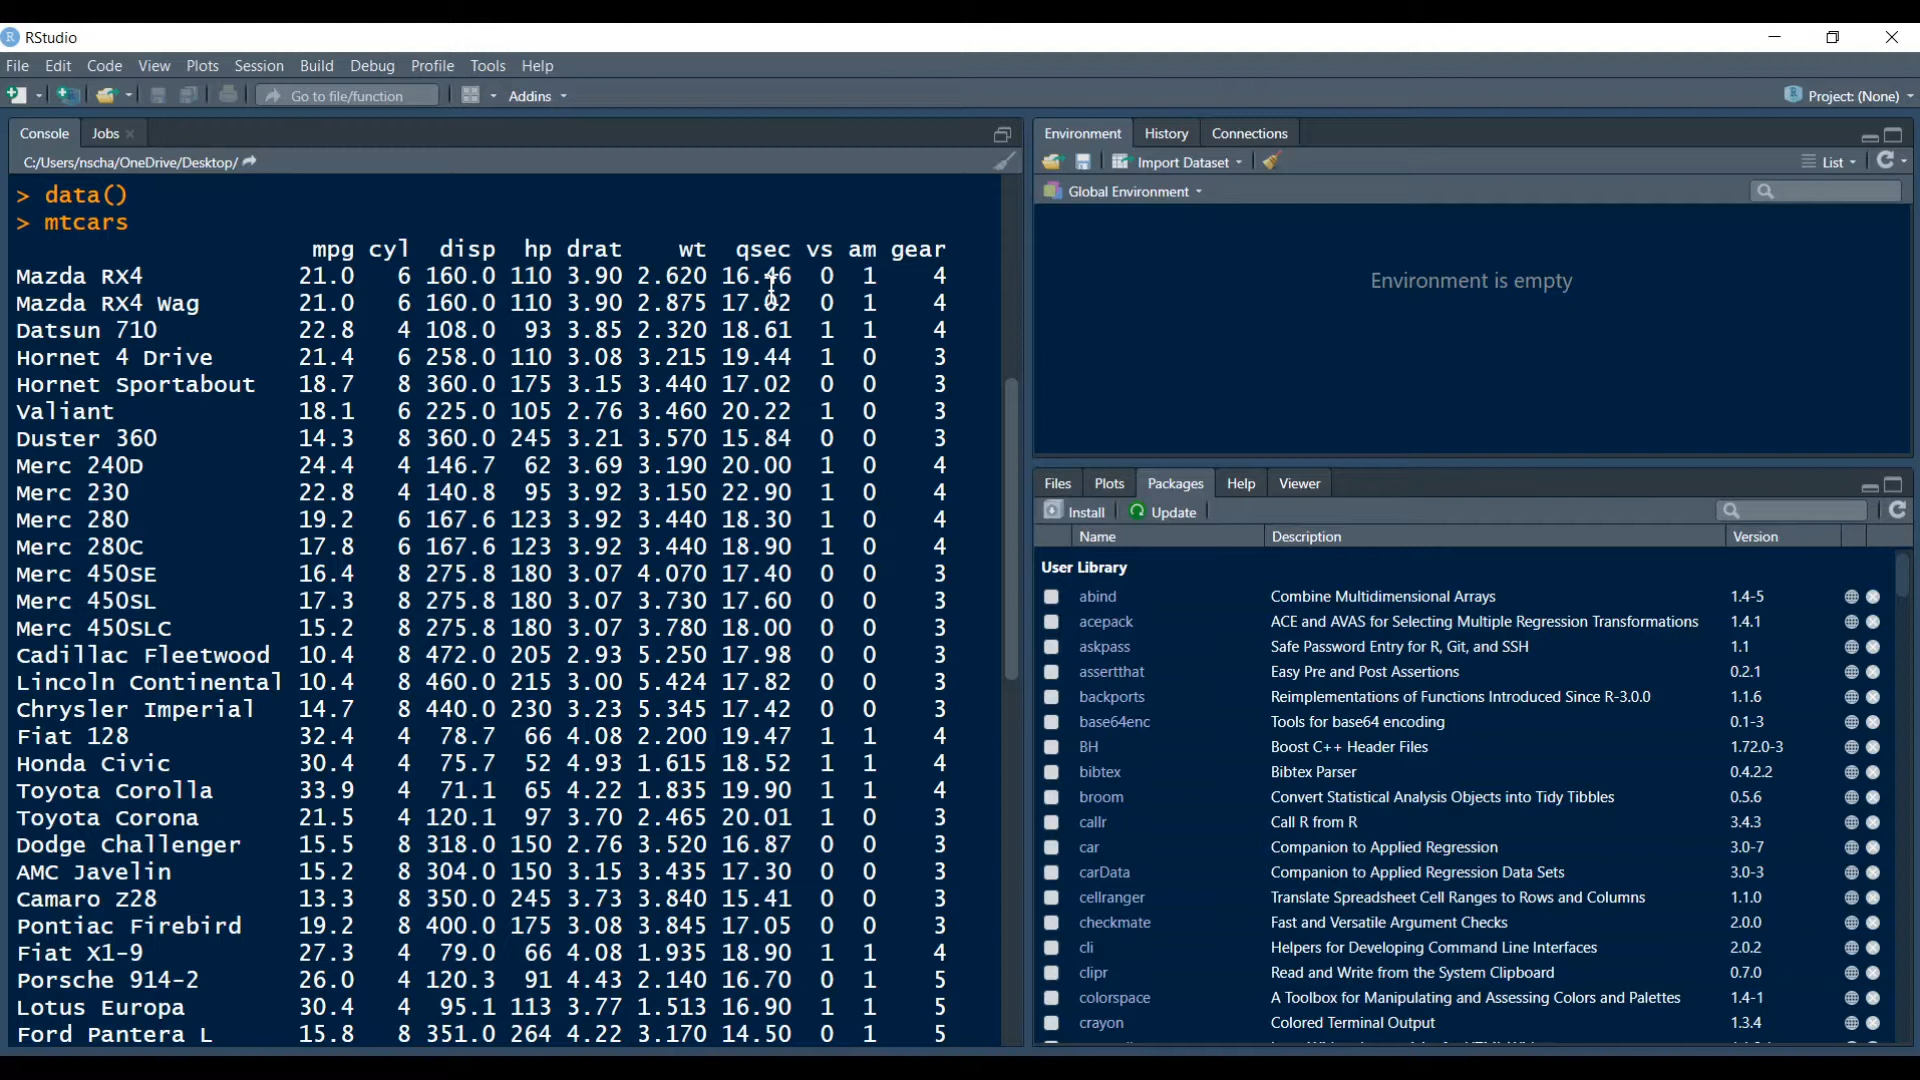 RStudio
File Edit Code View Plots Session Build Debug Profile Tools Help
Go to file/function Addins Project: (None)
Console Jobs
C:/Users/nscha/OneDrive/Desktop/
> data()
> mtcars
mpg cyl disp hp drat wt qsec vs am gear
Mazda RX4 21.0 6 160.0 110 3.90 2.620 16.46 0 1 4
Mazda RX4 Wag 21.0 6 160.0 110 3.90 2.875 17.02 0 1 4
Datsun 710 22.8 4 108.0 93 3.85 2.320 18.61 1 1 4
Hornet 4 Drive 21.4 6 258.0 110 3.08 3.215 19.44 1 0 3
Hornet Sportabout 18.7 8 360.0 175 3.15 3.440 17.02 0 0 3
Valiant 18.1 6 225.0 105 2.76 3.460 20.22 1 0 3
Duster 360 14.3 8 360.0 245 3.21 3.570 15.84 0 0 3
Merc 240D 24.4 4 146.7 62 3.69 3.190 20.00 1 0 4
Merc 230 22.8 4 140.8 95 3.92 3.150 22.90 1 0 4
Merc 280 19.2 6 167.6 123 3.92 3.440 18.30 1 0 4
Merc 280C 17.8 6 167.6 123 3.92 3.440 18.90 1 0 4
Merc 450SE 16.4 8 275.8 180 3.07 4.070 17.40 0 0 3
Merc 450SL 17.3 8 275.8 180 3.07 3.730 17.60 0 0 3
Merc 450SLC 15.2 8 275.8 180 3.07 3.780 18.00 0 0 3
Cadillac Fleetwood 10.4 8 472.0 205 2.93 5.250 17.98 0 0 3
Lincoln Continental 10.4 8 460.0 215 3.00 5.424 17.82 0 0 3
Chrysler Imperial 14.7 8 440.0 230 3.23 5.345 17.42 0 0 3
Fiat 128 32.4 4 78.7 66 4.08 2.200 19.47 1 1 4
Honda Civic 30.4 4 75.7 52 4.93 1.615 18.52 1 1 4
Toyota Corolla 33.9 4 71.1 65 4.22 1.835 19.90 1 1 4
Toyota Corona 21.5 4 120.1 97 3.70 2.465 20.01 1 0 3
Dodge Challenger 15.5 8 318.0 150 2.76 3.520 16.87 0 0 3
AMC Javelin 15.2 8 304.0 150 3.15 3.435 17.30 0 0 3
Camaro Z28 13.3 8 350.0 245 3.73 3.840 15.41 0 0 3
Pontiac Firebird 19.2 8 400.0 175 3.08 3.845 17.05 0 0 3
Fiat X1-9 27.3 4 79.0 66 4.08 1.935 18.90 1 1 4
Porsche 914-2 26.0 4 120.3 91 4.43 2.140 16.70 0 1 5
Lotus Europa 30.4 4 95.1 113 3.77 1.513 16.90 1 1 5
Ford Pantera L 15.8 8 351.0 264 4.22 3.170 14.50 0 1 5
Environment History Connections
Import Dataset List
Global Environment
Environment is empty
Files Plots Packages Help Viewer
Install Update
Name Description Version
User Library
abind Combine Multidimensional Arrays 1.4-5
acepack ACE and AVAS for Selecting Multiple Regression Transformations 1.4.1
askpass Safe Password Entry for R, Git, and SSH 1.1
assertthat Easy Pre and Post Assertions 0.2.1
backports Reimplementations of Functions Introduced Since R-3.0.0 1.1.6
base64enc Tools for base64 encoding 0.1-3
BH Boost C++ Header Files 1.72.0-3
bibtex Bibtex Parser 0.4.2.2
broom Convert Statistical Analysis Objects into Tidy Tibbles 0.5.6
callr Call R from R 3.4.3
car Companion to Applied Regression 3.0-7
carData Companion to Applied Regression Data Sets 3.0-3
cellranger Translate Spreadsheet Cell Ranges to Rows and Columns 1.1.0
checkmate Fast and Versatile Argument Checks 2.0.0
cli Helpers for Developing Command Line Interfaces 2.0.2
clipr Read and Write from the System Clipboard 0.7.0
colorspace A Toolbox for Manipulating and Assessing Colors and Palettes 1.4-1
crayon Colored Terminal Output 1.3.4